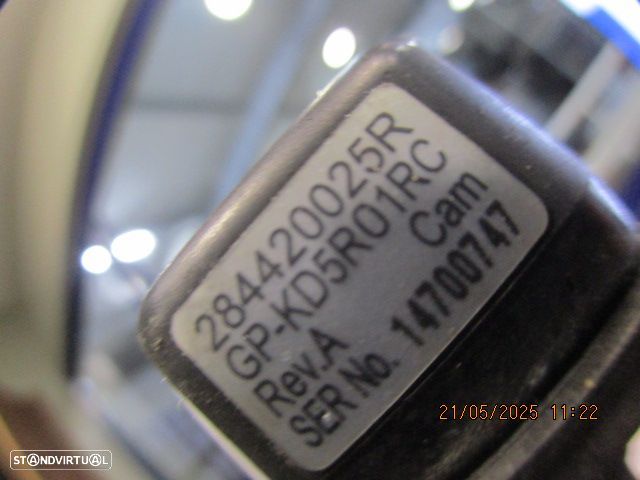 284420025R
GP-KD5R01RC
Rev.A Cam
SER No. 14700747
21/05/2025 11:22
STANDVIRTUAL